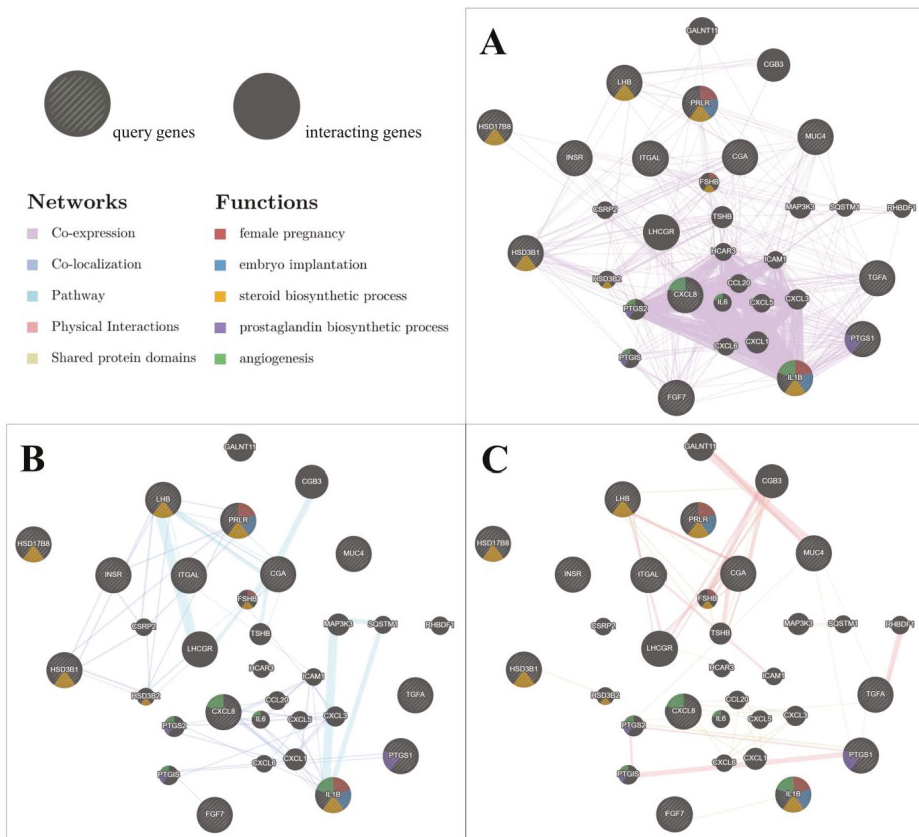 A
query genes
interacting genes
Networks
Functions
Co-expression
female pregnancy
Co-localization
embryo implantation
Pathway
steroid biosynthetic process
Physical Interactions
prostaglandin biosynthetic process
Shared protein domains
angiogenesis
GALNT11
CGB3
LHB
PRLR
HSD17B8
MUC4
INSR
ITGAL
CGA
FSHB
CSRP2
TSHB
MAP3K3
SQSTM1
RHBDF1
LHCGR
HSD3B1
HCAR3
ICAM1
HSD3B2
CCL20
TGFA
CXCL8
IL6
CXCL5
CXCL3
PTGS2
CXCL6
CXCL1
PTGS1
PTGIS
IL1B
FGF7
B
GALNT11
CGB3
LHB
PRLR
HSD17B8
MUC4
INSR
ITGAL
CGA
FSHB
CSRP2
TSHB
MAP3K3
SQSTM1
RHBDF1
LHCGR
HSD3B1
HCAR3
ICAM1
HSD3B2
CCL20
TGFA
CXCL8
IL6
CXCL5
CXCL3
PTGS2
CXCL6
CXCL1
PTGS1
PTGIS
IL1B
FGF7
C
GALNT11
CGB3
LHB
PRLR
HSD17B8
MUC4
INSR
ITGAL
CGA
FSHB
CSRP2
TSHB
MAP3K3
SQSTM1
RHBDF1
LHCGR
HSD3B1
HCAR3
ICAM1
HSD3B2
CCL20
TGFA
CXCL8
IL6
CXCL5
CXCL3
PTGS2
CXCL6
CXCL1
PTGS1
PTGIS
IL1B
FGF7